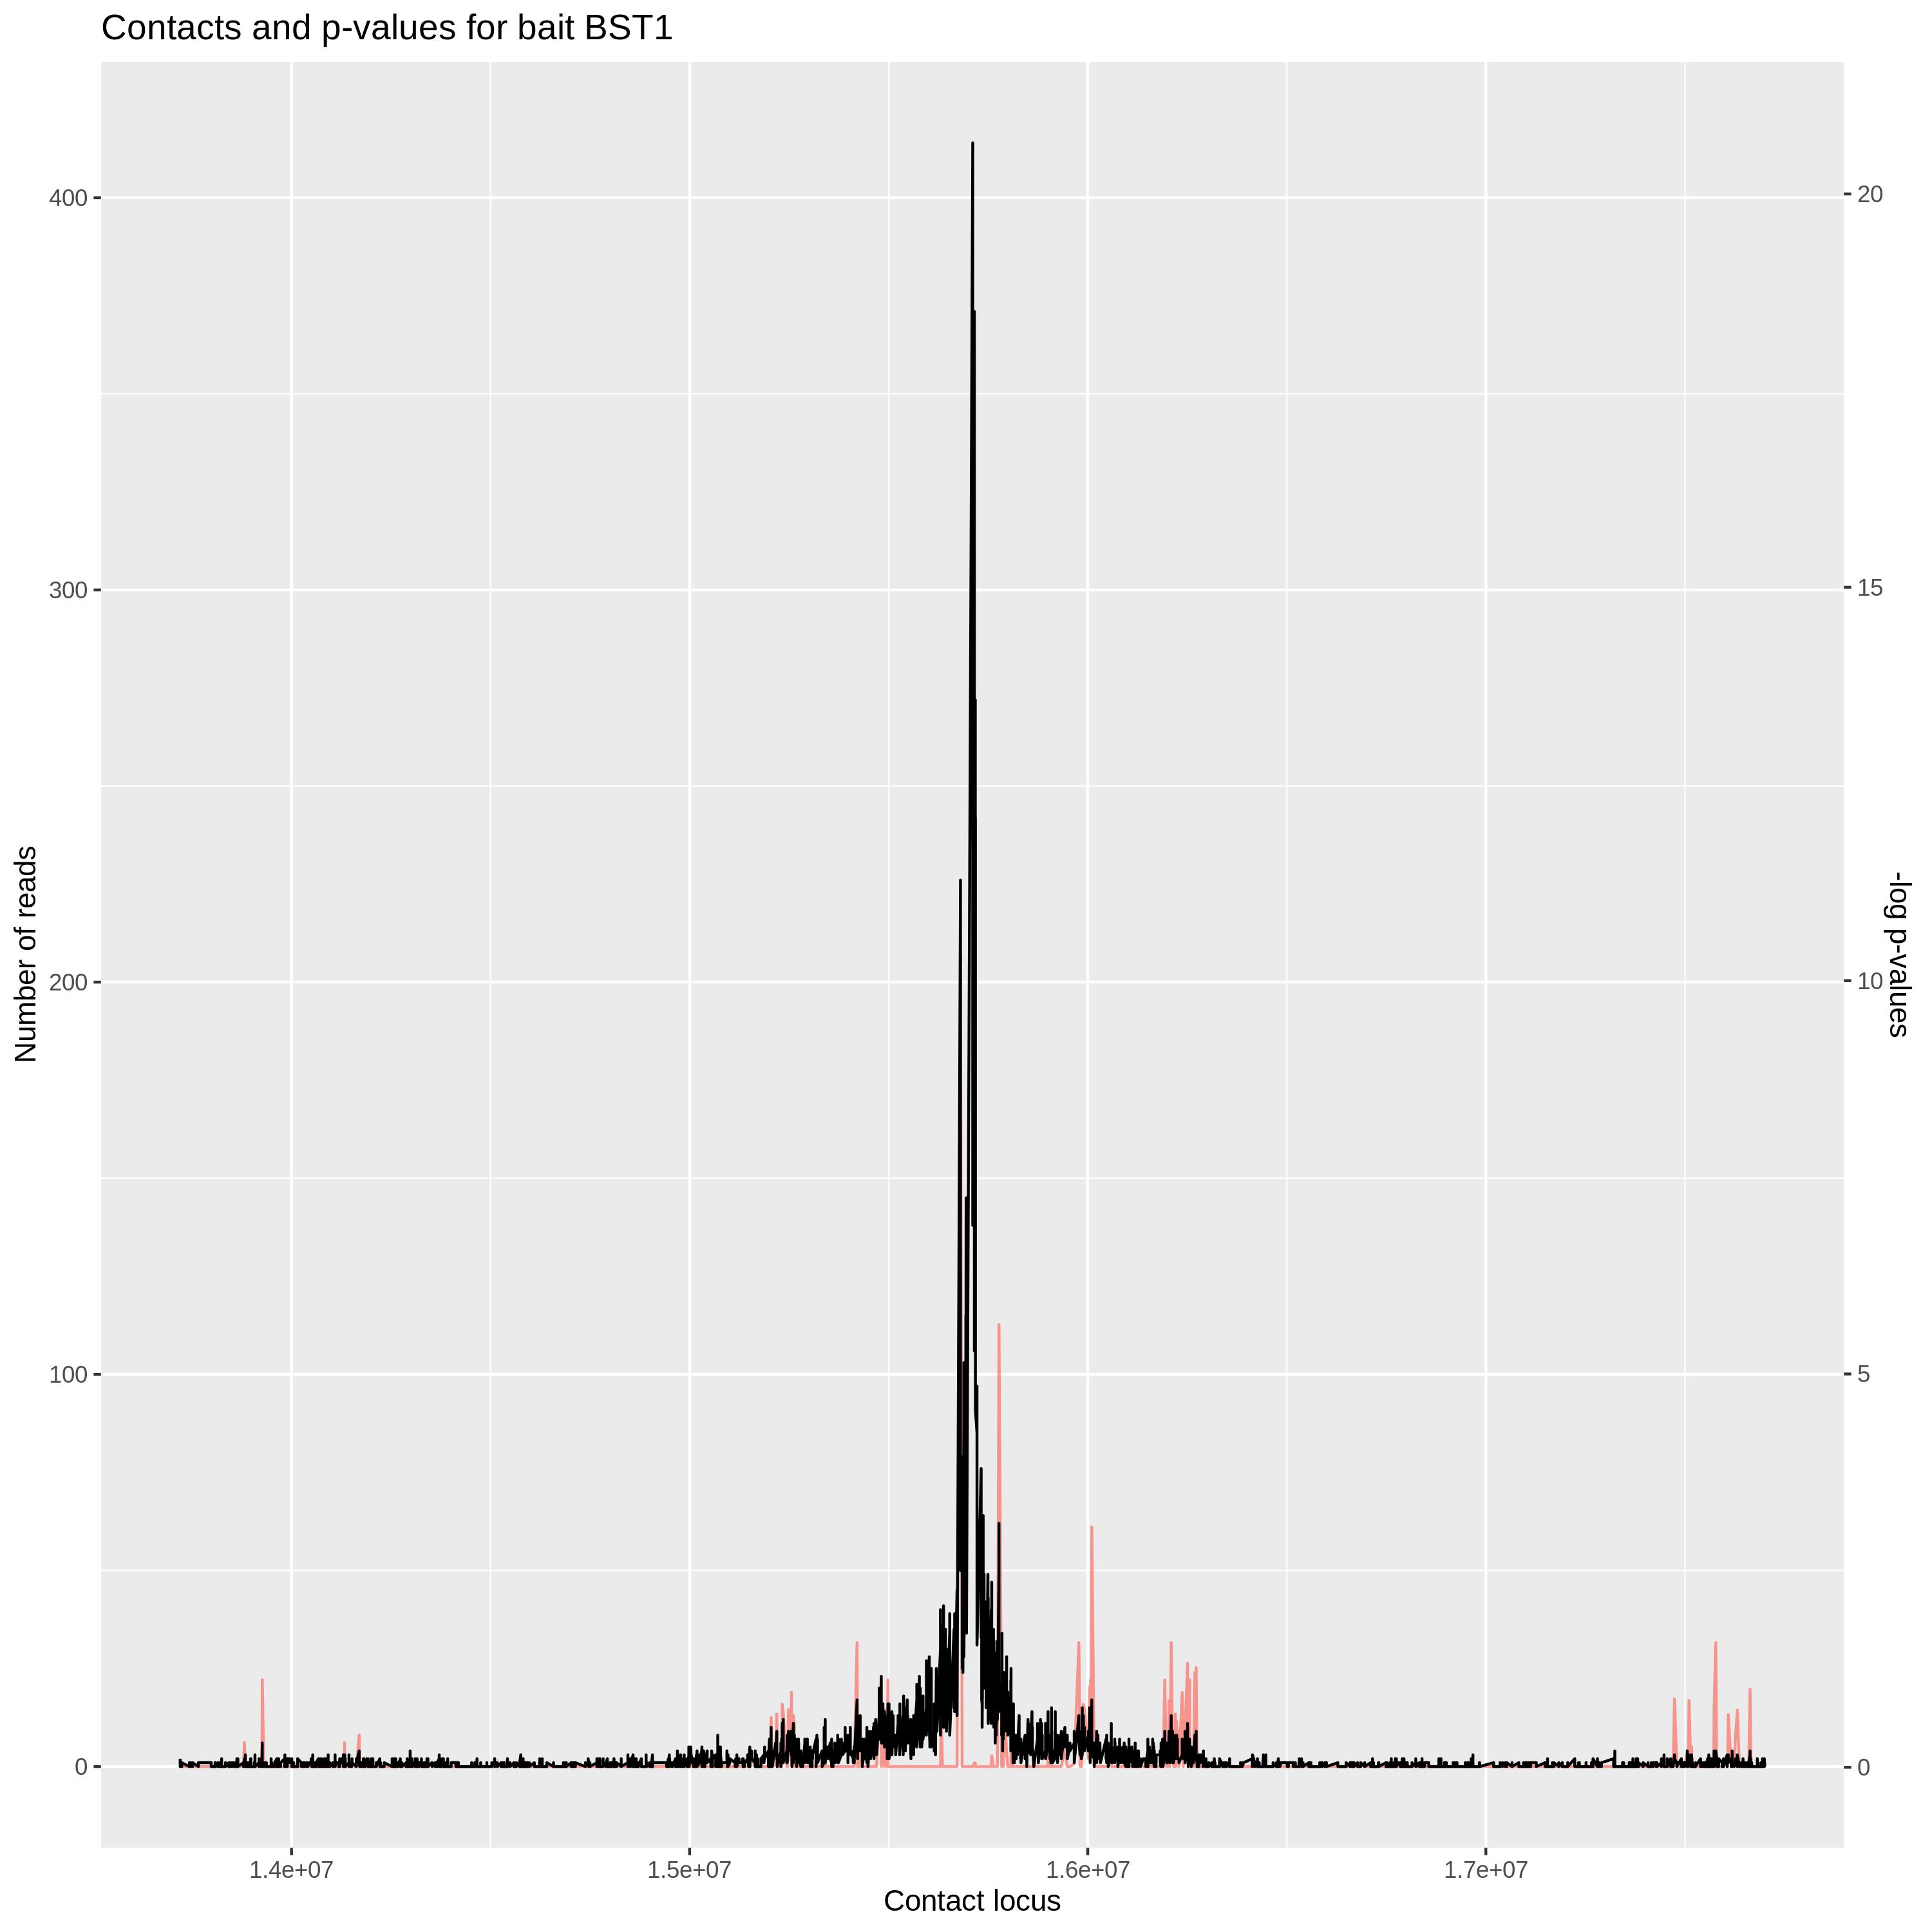 Contacts and p-values for bait BST1
Number of reads
400
300
200
100
0
20
15
10
5
0
-log p-values
1.4e+07
1.5e+07
1.6e+07
1.7e+07
Contact locus